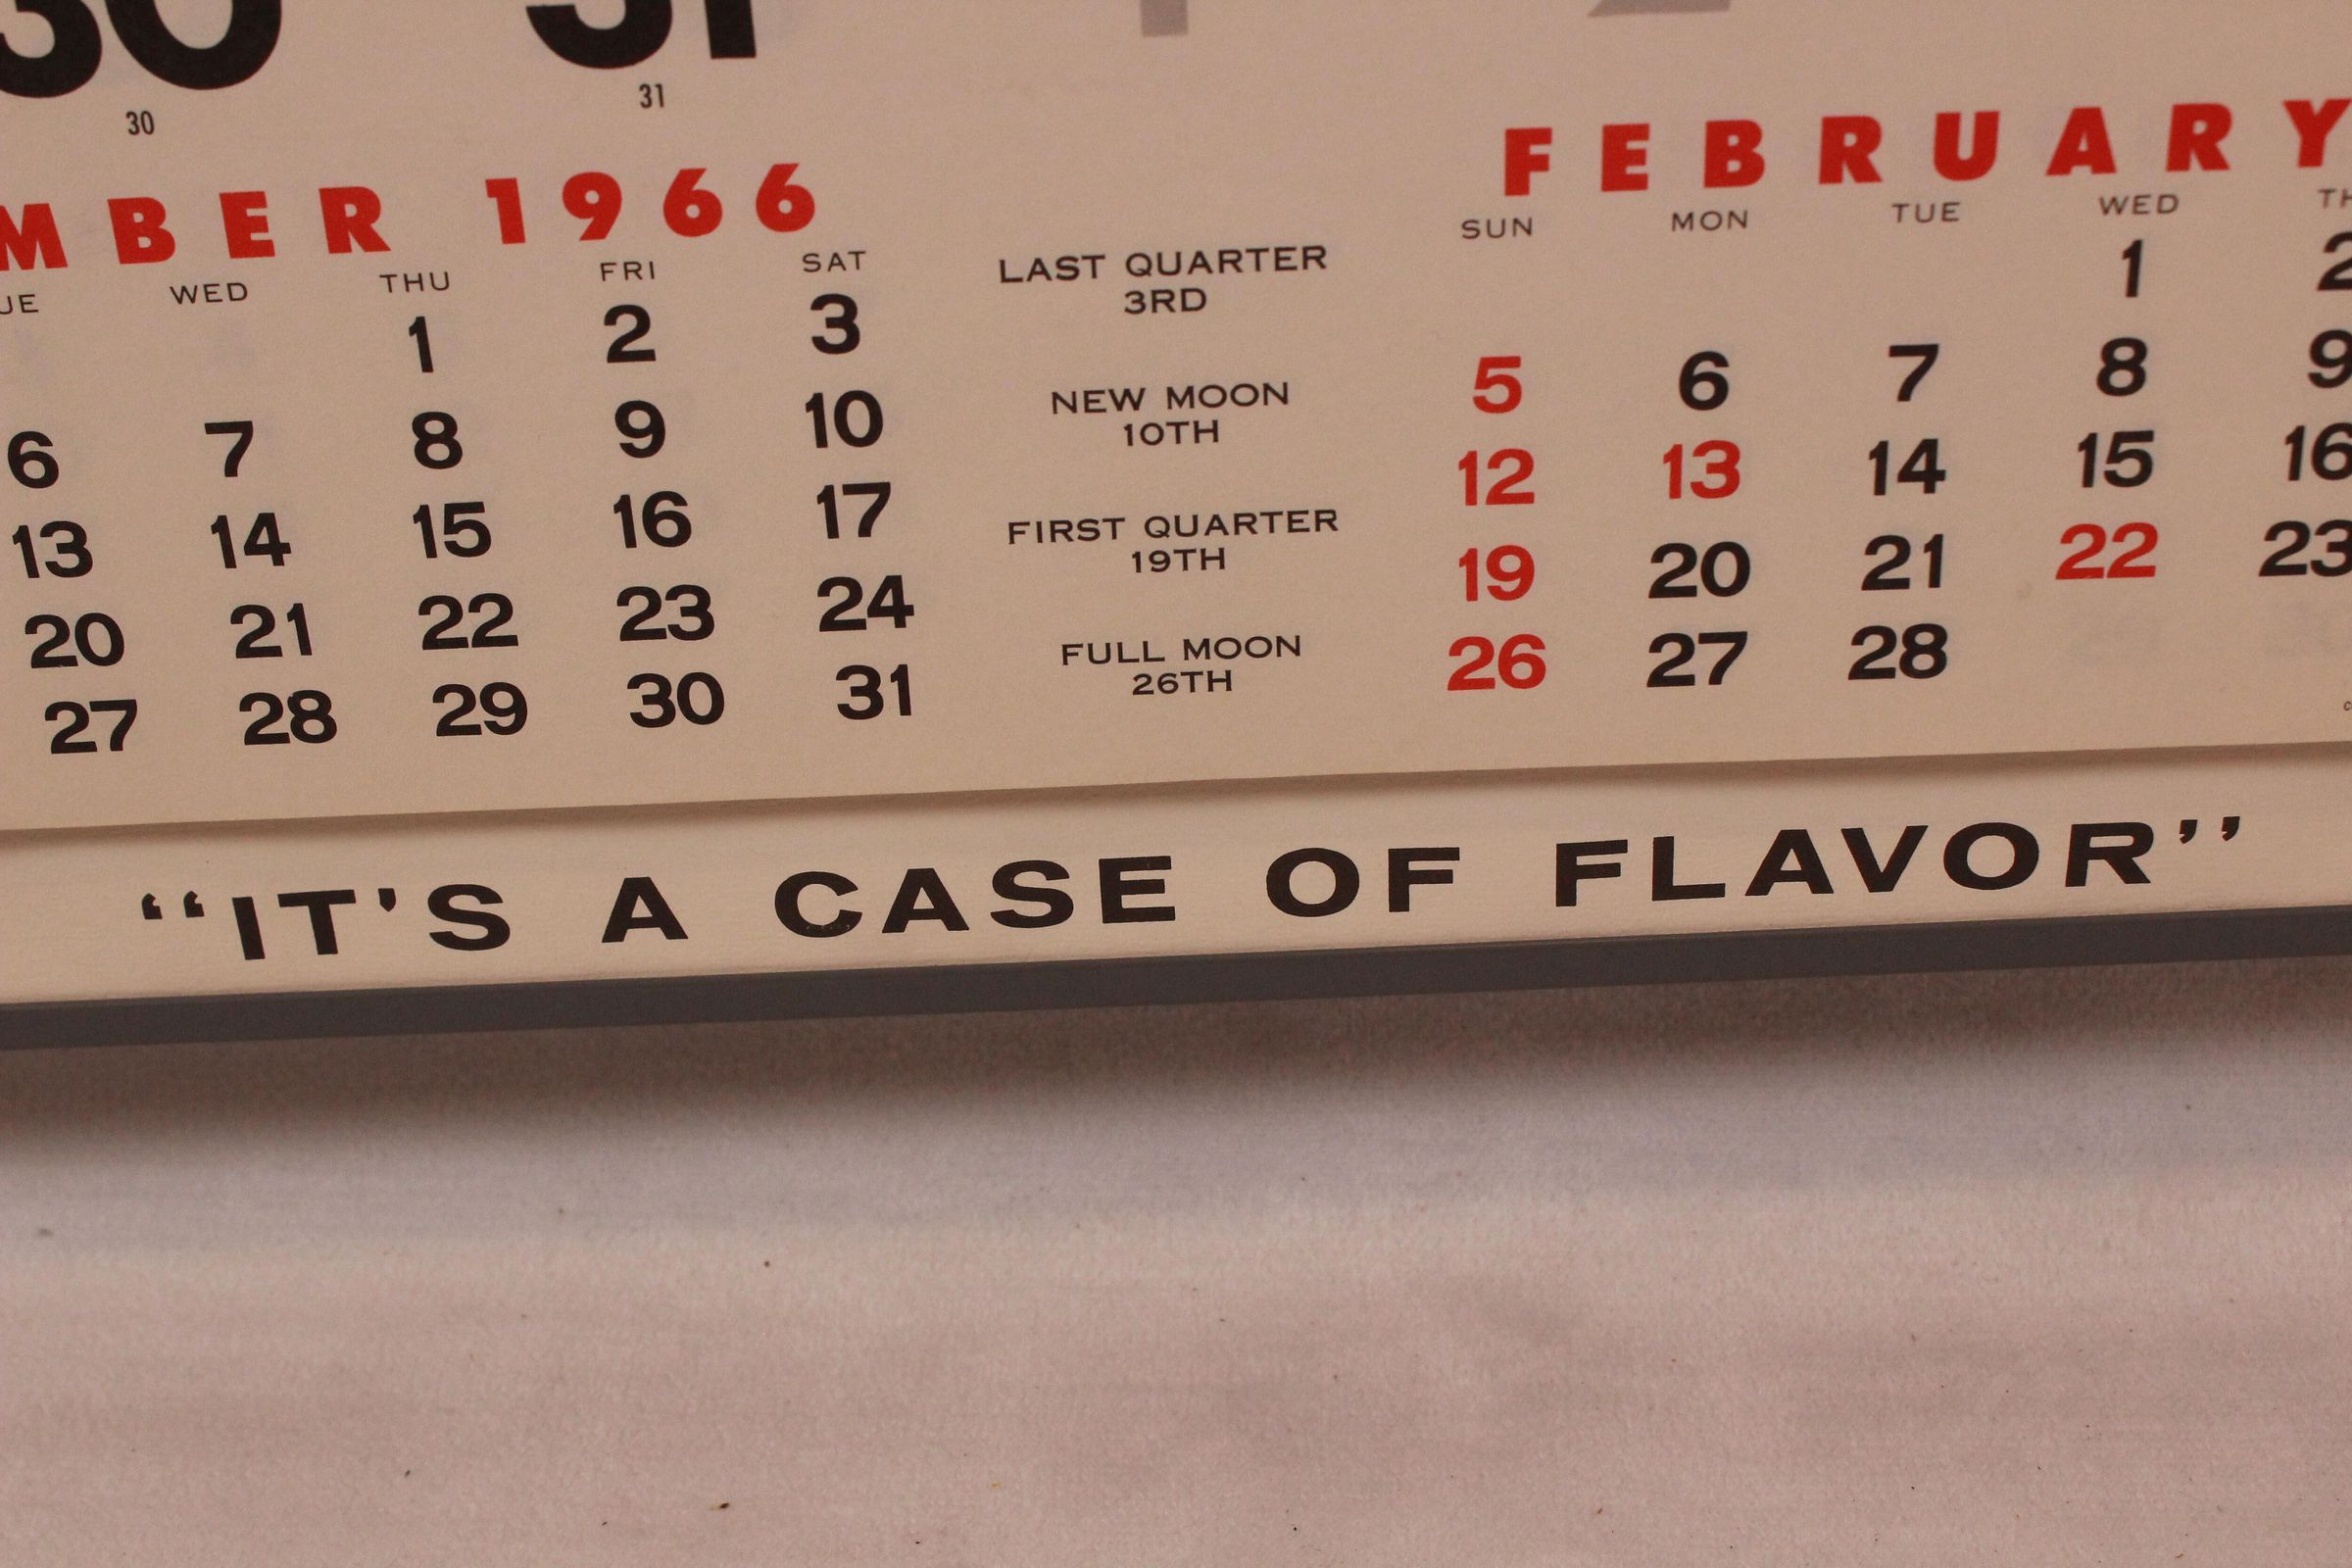 30 31
30 31
MBER 1966
UE WED THU FRI SAT
1 2 3
6 7 8 9 10
13 14 15 16 17
20 21 22 23 24
27 28 29 30 31
LAST QUARTER
3RD
NEW MOON
10TH
FIRST QUARTER
19TH
FULL MOON
26TH
FEBRUARY
SUN MON TUE WED TH
1 2
5 6 7 8 9
12 13 14 15 16
19 20 21 22 23
26 27 28
“IT'S A CASE OF FLAVOR”